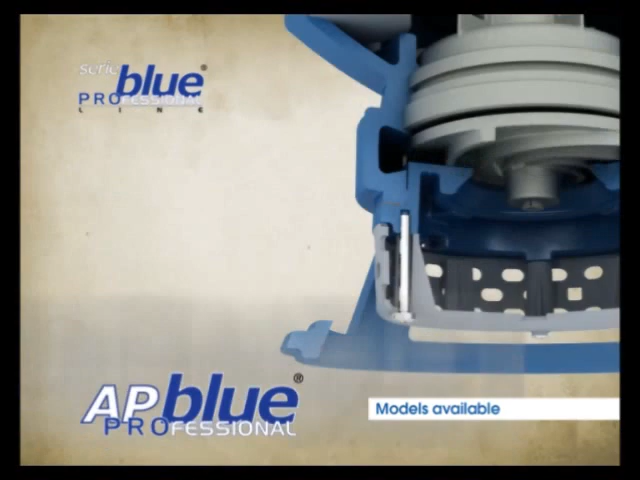 serie
blue®
PROFESSIONAL
LINE
APblue®
PROFESSIONAL
Models available